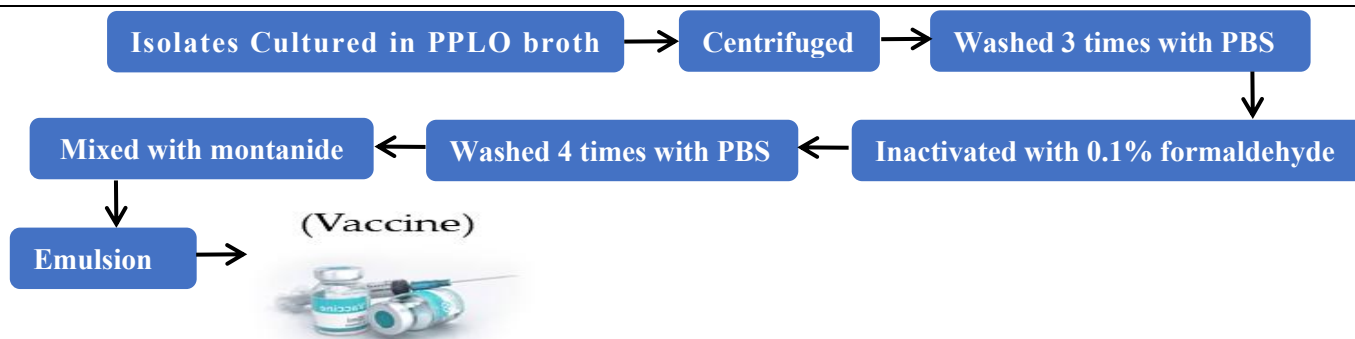 Isolates Cultured in PPLO broth
Centrifuged
Washed 3 times with PBS
Inactivated with 0.1% formaldehyde
Washed 4 times with PBS
Mixed with montanide
Emulsion
(Vaccine)
Vaccine